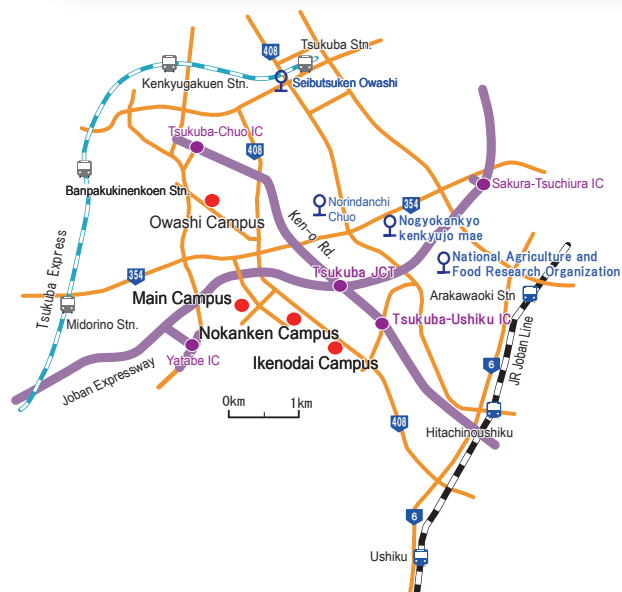 408
Tsukuba Stn.
Kenkyugakuen Stn.
Seibutsuken Owashi
Tsukuba-Chuo IC
408
Banpakukinenkoen Stn.
Sakura-Tsuchiura IC
Norindanchi
Chuo
354
Owashi Campus
Nogyokankyo
kenkyujo mae
Ken-o Rd.
National Agriculture and
Food Research Organization
Tsukuba Express
354
Tsukuba JCT
Arakawaoki Stn
Main Campus
Midorino Stn.
Nokanken Campus
Tsukuba-Ushiku IC
JR Joban Line
Yatabe IC
Ikenodai Campus
6
Joban Expressway
0km
1km
408
Hitachinoushiku
6
Ushiku